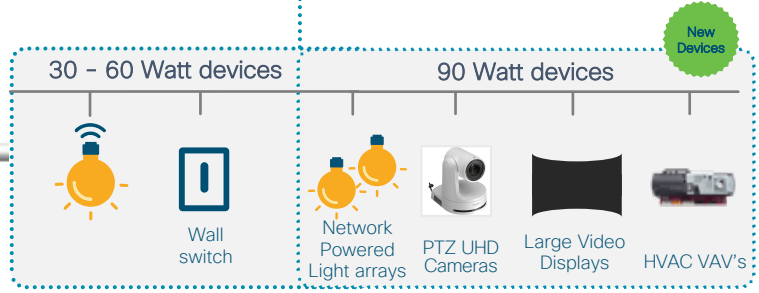 New
Devices
30 - 60 Watt devices
90 Watt devices
Wall
switch
Network
Powered
Light arrays
PTZ UHD
Cameras
Large Video
Displays
HVAC VAV's